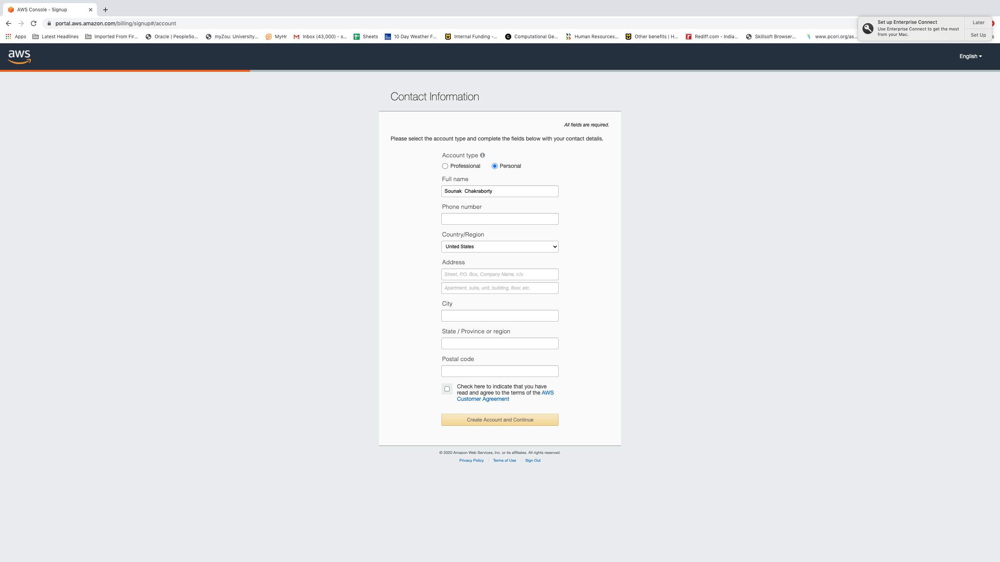 AWS Console - Signup
portal.aws.amazon.com/billing/signup#/account
Set up Enterprise Connect
Use Enterprise Connect to get the most
from your Mac.
Later
Set Up
Apps
Latest Headlines
Imported From Fir...
Oracle | PeopleSo...
myZou: University...
MyHr
Inbox (43,000) - s...
Sheets
10 Day Weather F...
Internal Funding -...
Computational Ge...
Human Resources...
Other benefits | H...
Rediff.com - India...
Skillsoft Browser...
www.pcori.org/as...
aws
English
Contact Information
All fields are required.
Please select the account type and complete the fields below with your contact details.
Account type
Professional
Personal
Full name
Sounak  Chakraborty
Phone number
Country/Region
United States
Address
Street, P.O. Box, Company Name, c/o
Apartment, suite, unit, building, floor, etc.
City
State / Province or region
Postal code
Check here to indicate that you have
read and agree to the terms of the AWS
Customer Agreement
Create Account and Continue
© 2020 Amazon Web Services, Inc. or its affiliates. All rights reserved.
Privacy Policy
Terms of Use
Sign Out